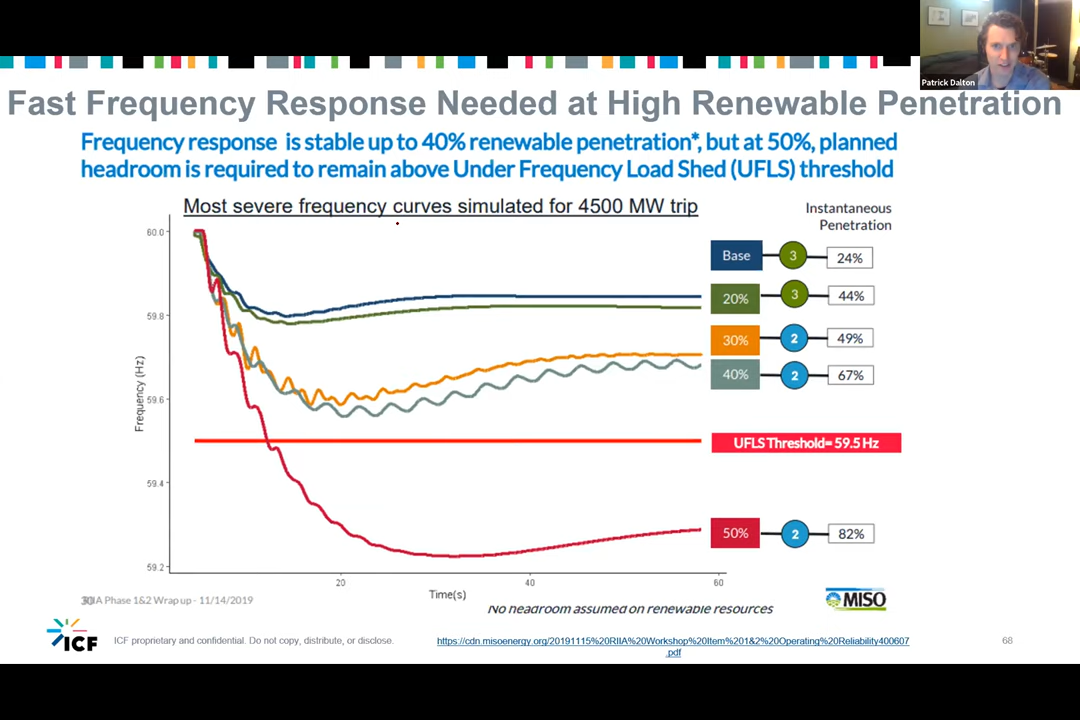 Patrick Dalton
Fast Frequency Response Needed at High Renewable Penetration
Frequency response is stable up to 40% renewable penetration*, but at 50%, planned
headroom is required to remain above Under Frequency Load Shed (UFLS) threshold
Most severe frequency curves simulated for 4500 MW trip
Instantaneous
Penetration
Base 3 24%
20% 3 44%
30% 2 49%
40% 2 67%
UFLS Threshold= 59.5 Hz
50% 2 82%
Frequency (Hz)
60.0
59.8
59.6
59.4
59.2
20 40 60
Time(s)
No headroom assumed on renewable resources
RIIA Phase 1&2 Wrap up - 11/14/2019
MISO
ICF
ICF proprietary and confidential. Do not copy, distribute, or disclose.
https://cdn.misoenergy.org/20191115%20RIIA%20Workshop%20Item%201&2%20Operating%20Reliability400607
.pdf
68